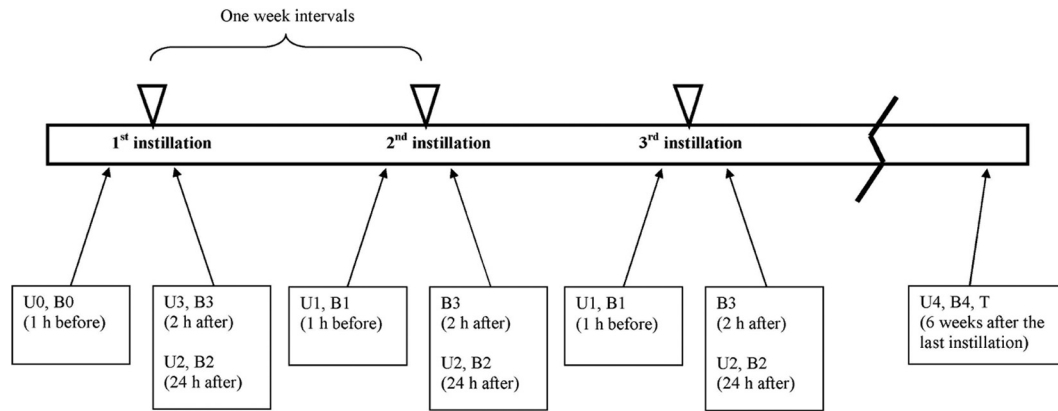 One week intervals
1st instillation
2nd instillation
3rd instillation
U0, B0
(1 h before)
U3, B3
(2 h after)
U2, B2
(24 h after)
U1, B1
(1 h before)
B3
(2 h after)
U2, B2
(24 h after)
U1, B1
(1 h before)
B3
(2 h after)
U2, B2
(24 h after)
U4, B4, T
(6 weeks after the
last instillation)